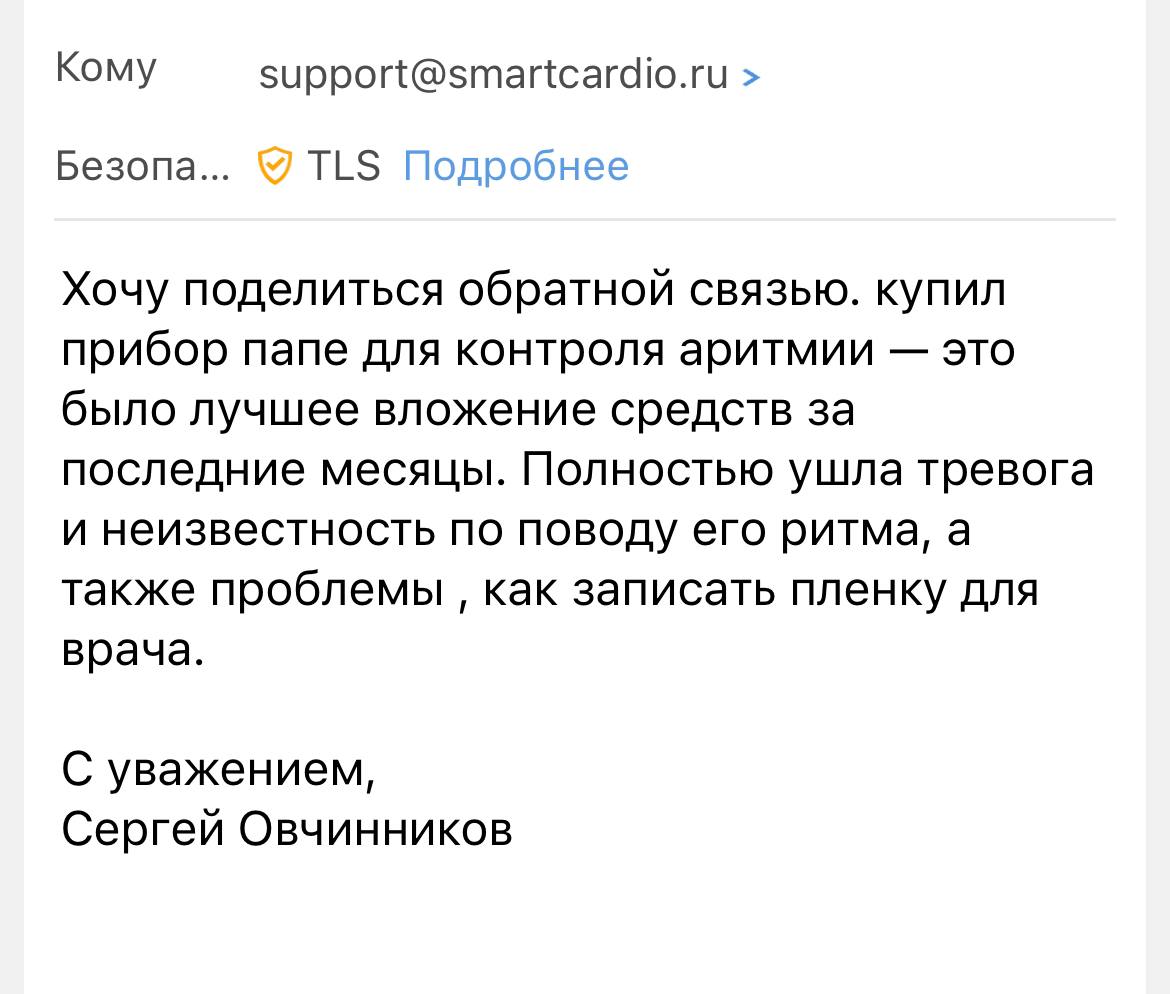 Кому support@smartcardio.ru >
Безопа... TLS Подробнее
Хочу поделиться обратной связью. купил
прибор папе для контроля аритмии — это
было лучшее вложение средств за
последние месяцы. Полностью ушла тревога
и неизвестность по поводу его ритма, а
также проблемы , как записать пленку для
врача.
С уважением,
Сергей Овчинников